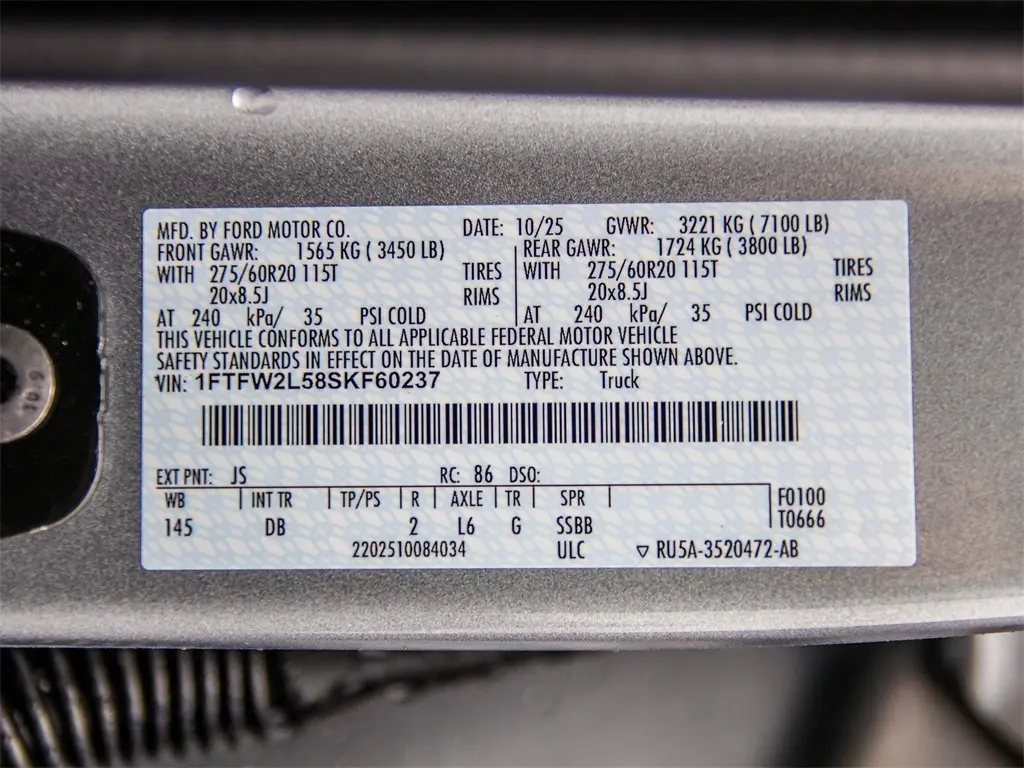 MFD. BY FORD MOTOR CO. DATE: 10/25 GVWR: 3221 KG ( 7100 LB)
FRONT GAWR: 1565 KG ( 3450 LB) REAR GAWR: 1724 KG ( 3800 LB)
WITH 275/60R20 115T TIRES WITH 275/60R20 115T TIRES
20x8.5J RIMS 20x8.5J RIMS
AT 240 kPa/ 35 PSI COLD AT 240 kPa/ 35 PSI COLD
THIS VEHICLE CONFORMS TO ALL APPLICABLE FEDERAL MOTOR VEHICLE
SAFETY STANDARDS IN EFFECT ON THE DATE OF MANUFACTURE SHOWN ABOVE.
VIN: 1FTFW2L58SKF60237 TYPE: Truck
EXT PNT: JS RC: 86 DSO:
WB INT TR TP/PS R AXLE TR SPR F0100
145 DB 2 L6 G SSBB T0666
2202510084034 ULC ▽ RU5A-3520472-AB
10.9